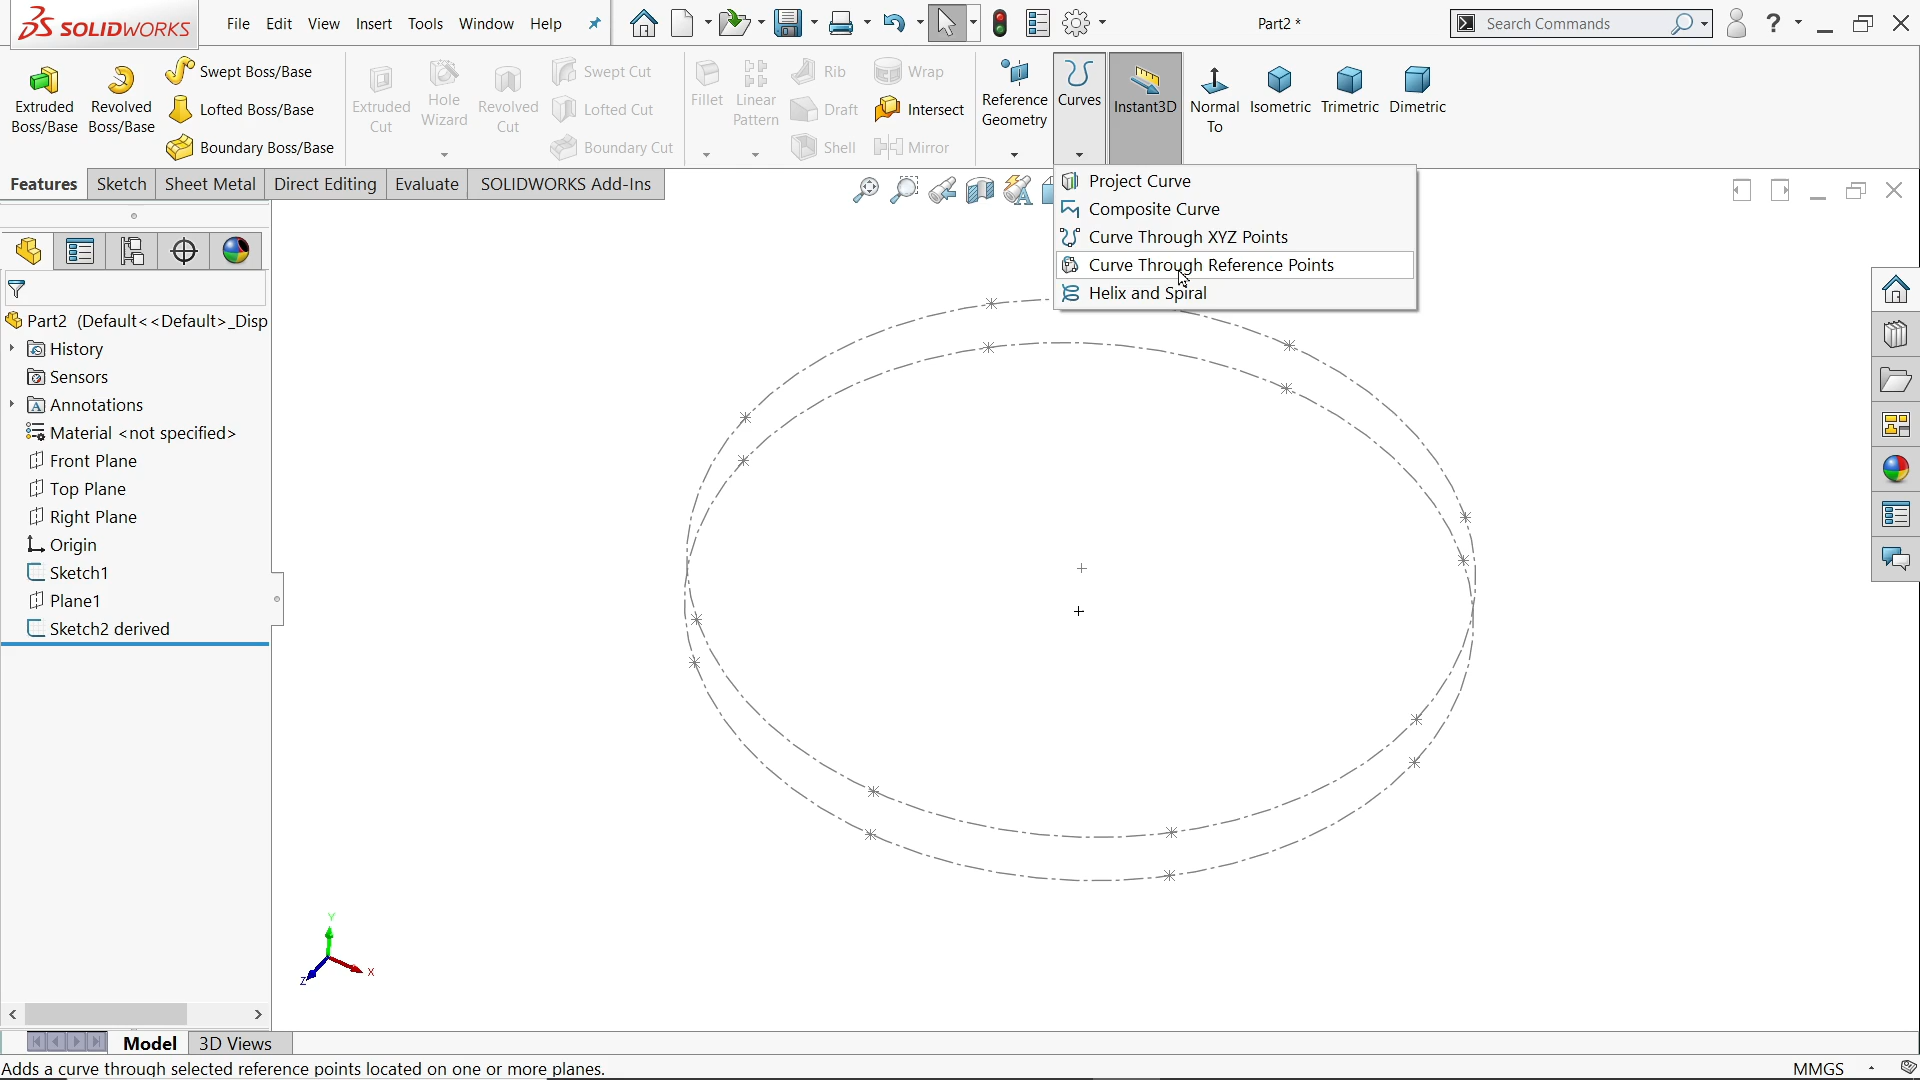 SOLIDWORKS
File Edit View Insert Tools Window Help
Part2 *
Search Commands
?
Extruded Boss/Base
Revolved Boss/Base
Swept Boss/Base
Lofted Boss/Base
Boundary Boss/Base
Extruded Cut
Hole Wizard
Revolved Cut
Swept Cut
Lofted Cut
Boundary Cut
Fillet
Linear Pattern
Rib
Draft
Shell
Wrap
Intersect
Mirror
Reference Geometry
Curves
Instant3D
Normal To
Isometric
Trimetric
Dimetric
Features Sketch Sheet Metal Direct Editing Evaluate SOLIDWORKS Add-Ins
Project Curve
Composite Curve
Curve Through XYZ Points
Curve Through Reference Points
Helix and Spiral
Part2 (Default<<Default>_Disp
History
Sensors
Annotations
Material <not specified>
Front Plane
Top Plane
Right Plane
Origin
Sketch1
Plane1
Sketch2 derived
Y
X
Z
Model 3D Views
Adds a curve through selected reference points located on one or more planes.
MMGS